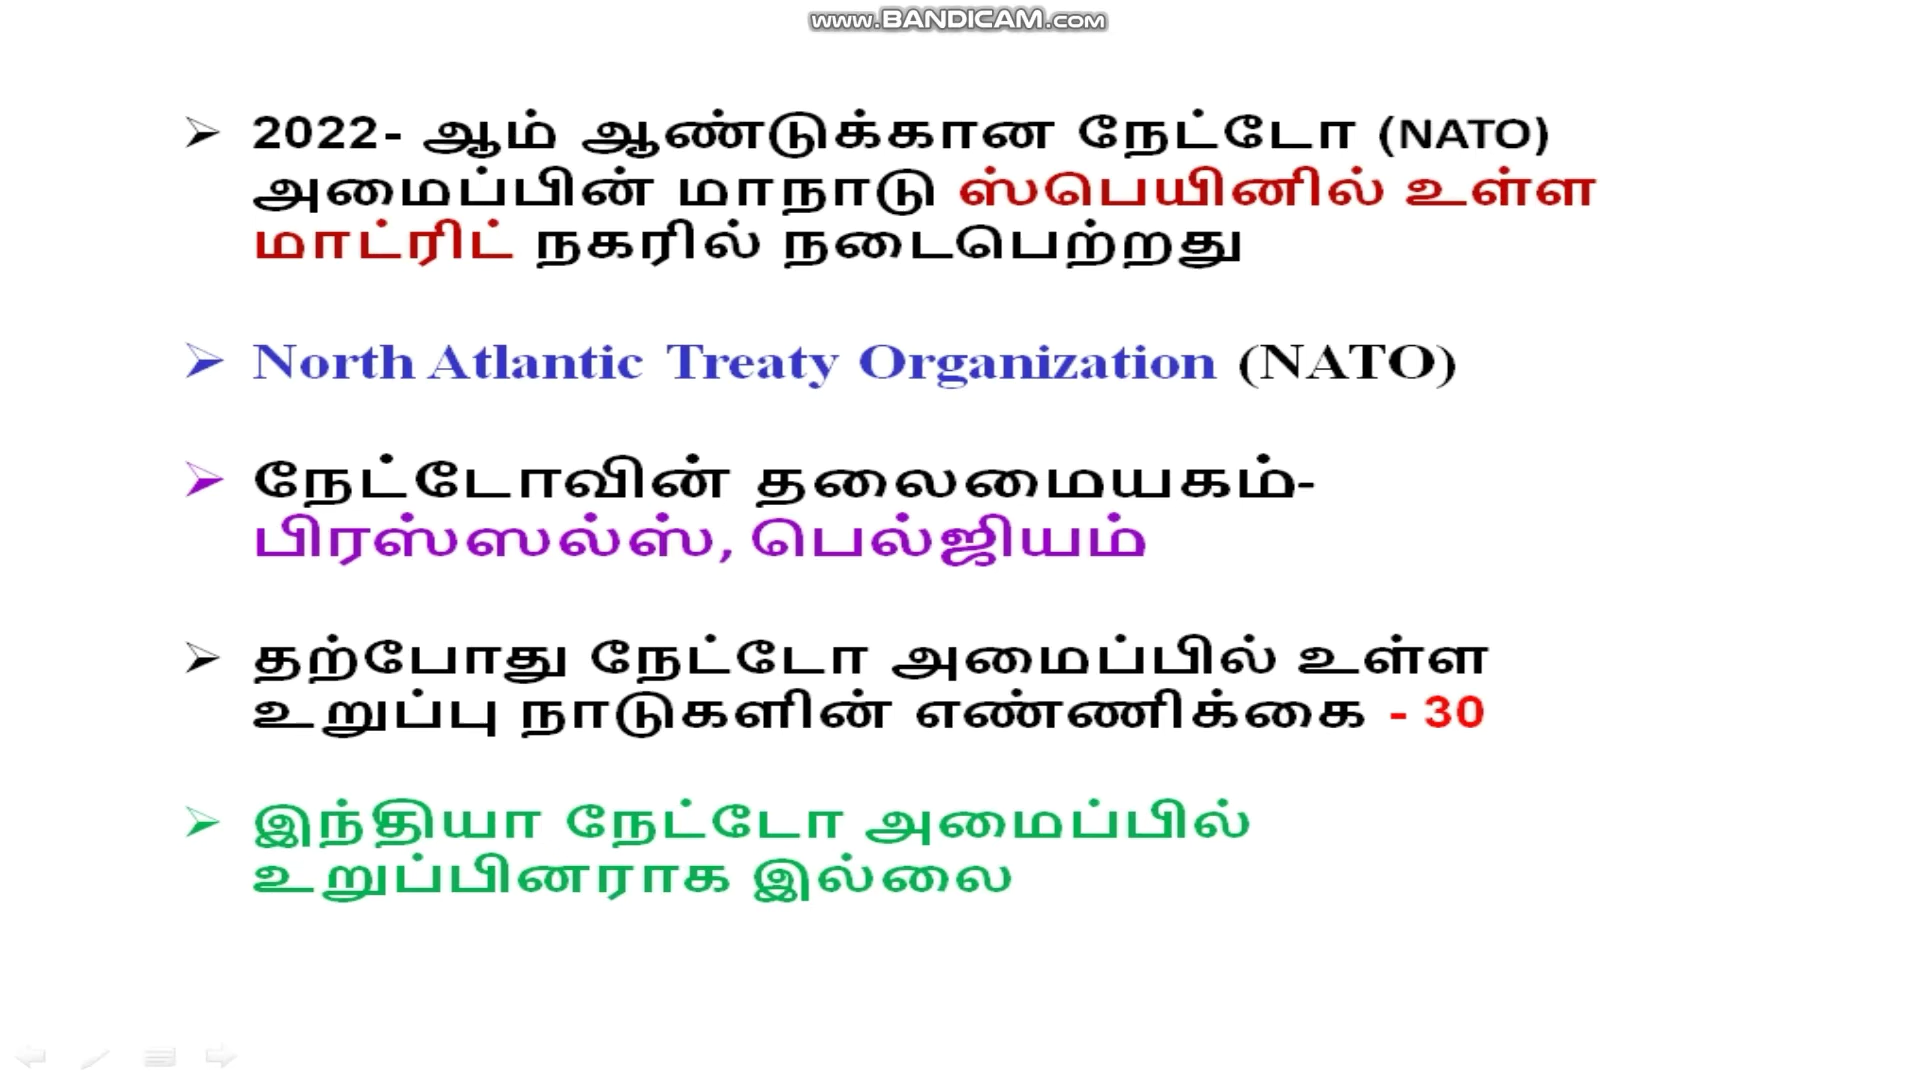 www.BANDICAM.com
➢ 2022- ஆம் ஆண்டுக்கான நேட்டோ (NATO)
அமைப்பின் மாநாடு ஸ்பெயினில் உள்ள
மாட்ரிட் நகரில் நடைபெற்றது
➢ North Atlantic Treaty Organization (NATO)
➢ நேட்டோவின் தலைமையகம்-
பிரஸ்ஸல்ஸ், பெல்ஜியம்
➢ தற்போது நேட்டோ அமைப்பில் உள்ள
உறுப்பு நாடுகளின் எண்ணிக்கை - 30
➢ இந்தியா நேட்டோ அமைப்பில்
உறுப்பினராக இல்லை